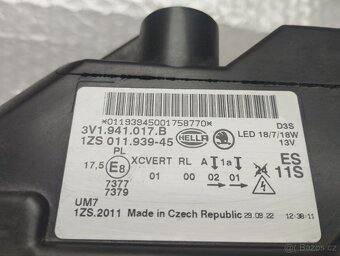 *01193945001758770*
3V1.941.017.B
1ZS 011.939-45
HELLA
D3S
LED 18/7/18W
13V
PL
17,5 E8 XCVERT RL A 1a
01 00 02 01
7377
7379
ES
11S
UM7
1ZS.2011 Made in Czech Republic 29.09.22 12:38:11